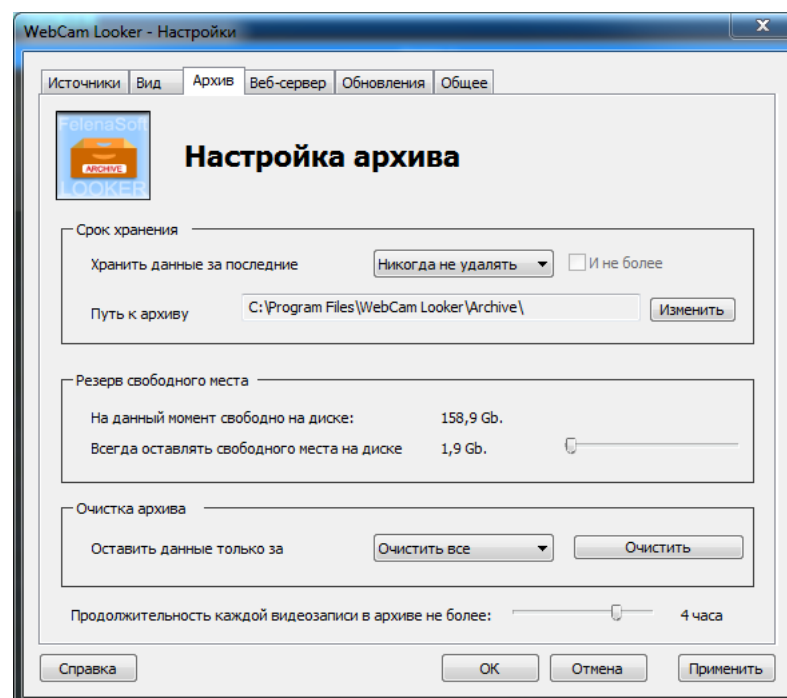 WebCam Looker - Настройки
Источники Вид Архив Веб-сервер Обновления Общее
FelenaSoft
ARCHIVE
LOOKER
Настройка архива
Срок хранения
Хранить данные за последние Никогда не удалять И не более
Путь к архиву C:\Program Files\WebCam Looker\Archive\ Изменить
Резерв свободного места
На данный момент свободно на диске: 158,9 Gb.
Всегда оставлять свободного места на диске 1,9 Gb.
Очистка архива
Оставить данные только за Очистить все Очистить
Продолжительность каждой видеозаписи в архиве не более: 4 часа
Справка OK Отмена Применить